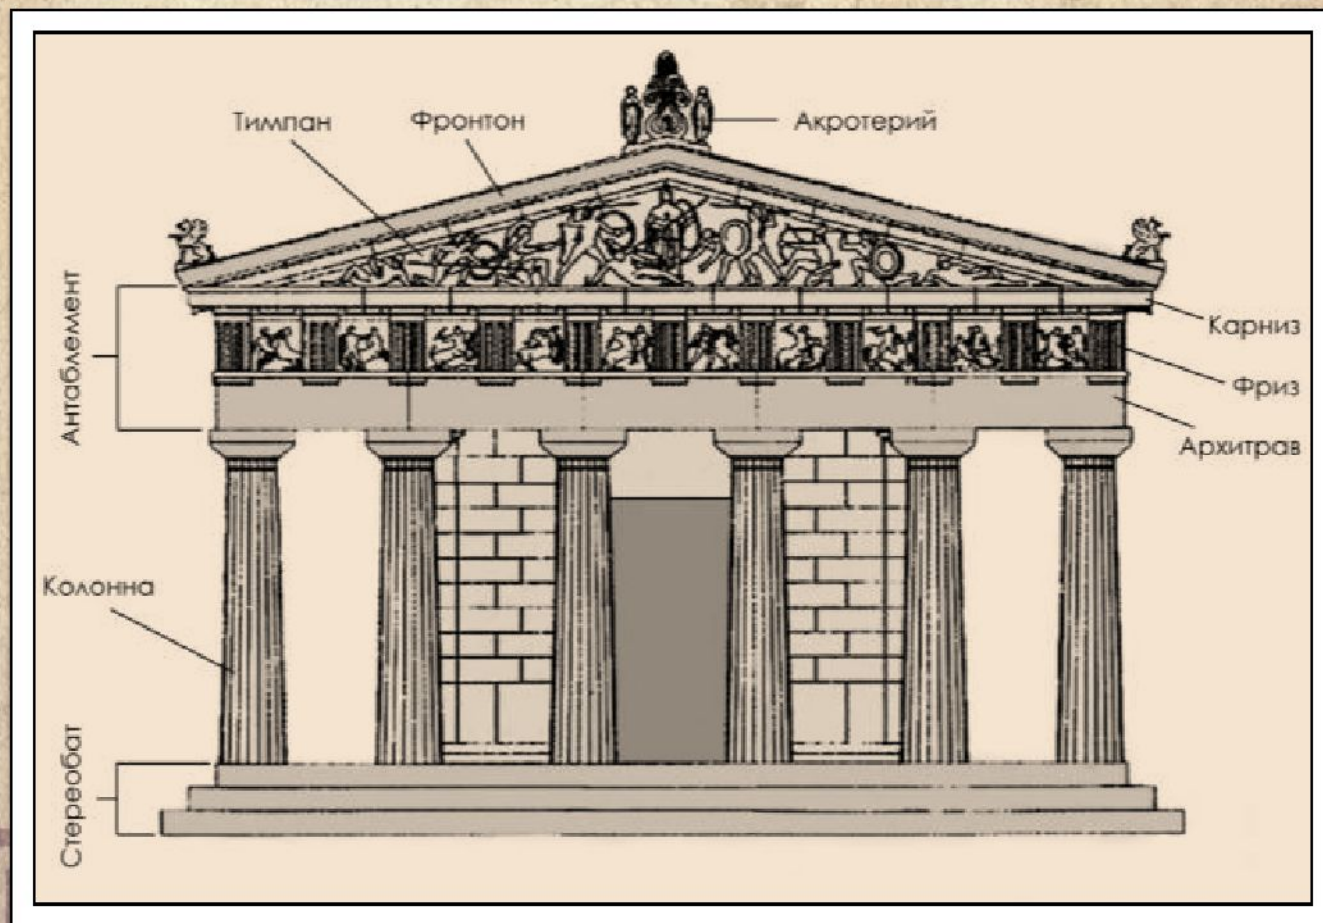 Тимпан
Фронтон
Акротерий
Антаблемент
Карниз
Фриз
Архитрав
Колонна
Стереобат